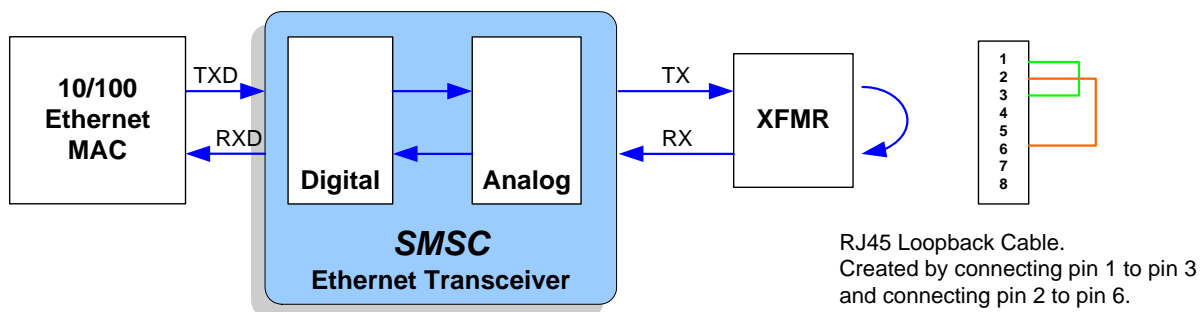 10/100
Ethernet
MAC
TXD
RXD
Digital
Analog
SMSC
Ethernet Transceiver
TX
RX
XFMR
1
2
3
4
5
6
7
8
RJ45 Loopback Cable.
Created by connecting pin 1 to pin 3
and connecting pin 2 to pin 6.